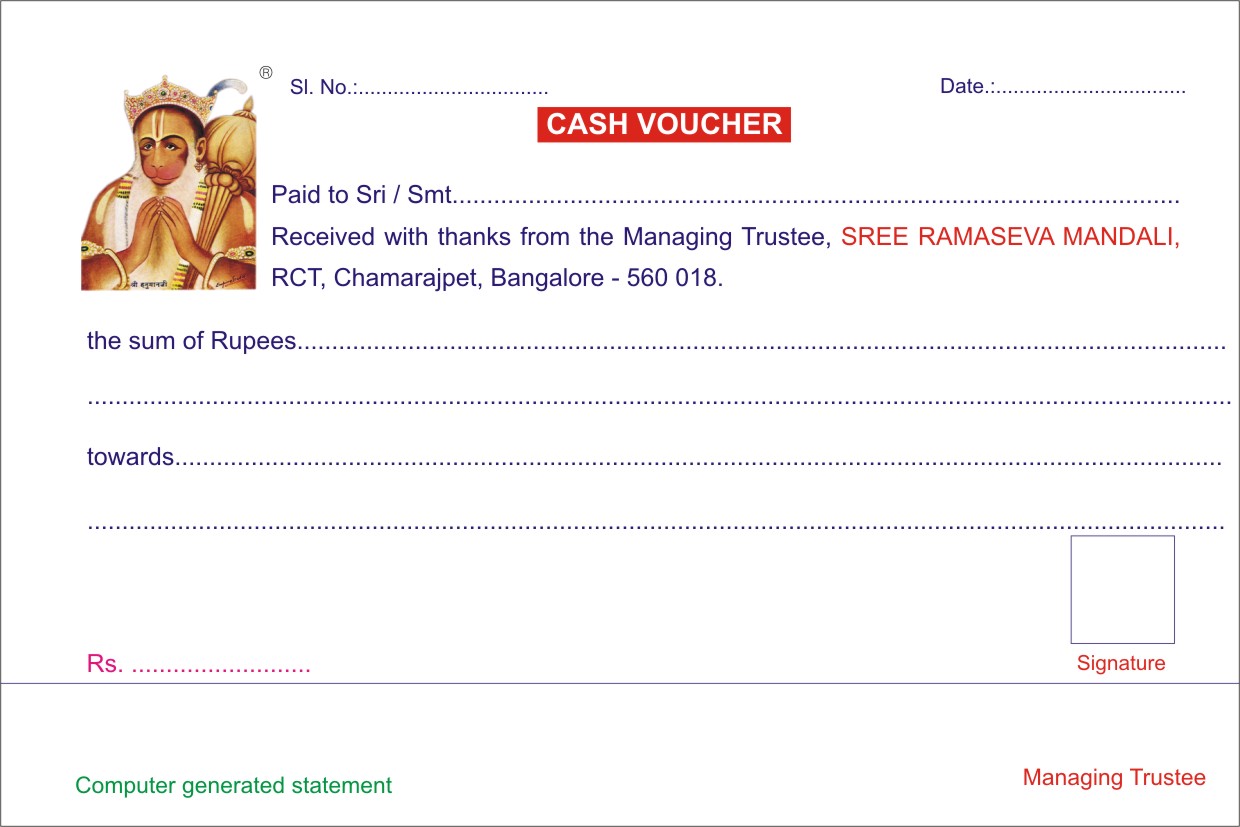 ®
Sl. No.:.................................
Date.:.................................
CASH VOUCHER
Paid to Sri / Smt.........................................................................................................
Received with thanks from the Managing Trustee, SREE RAMASEVA MANDALI,
RCT, Chamarajpet, Bangalore - 560 018.
श्री हनुमानजी
the sum of Rupees......................................................................................................................................
.....................................................................................................................................................................
towards.......................................................................................................................................................
....................................................................................................................................................................
Rs. ..........................
Signature
Computer generated statement
Managing Trustee